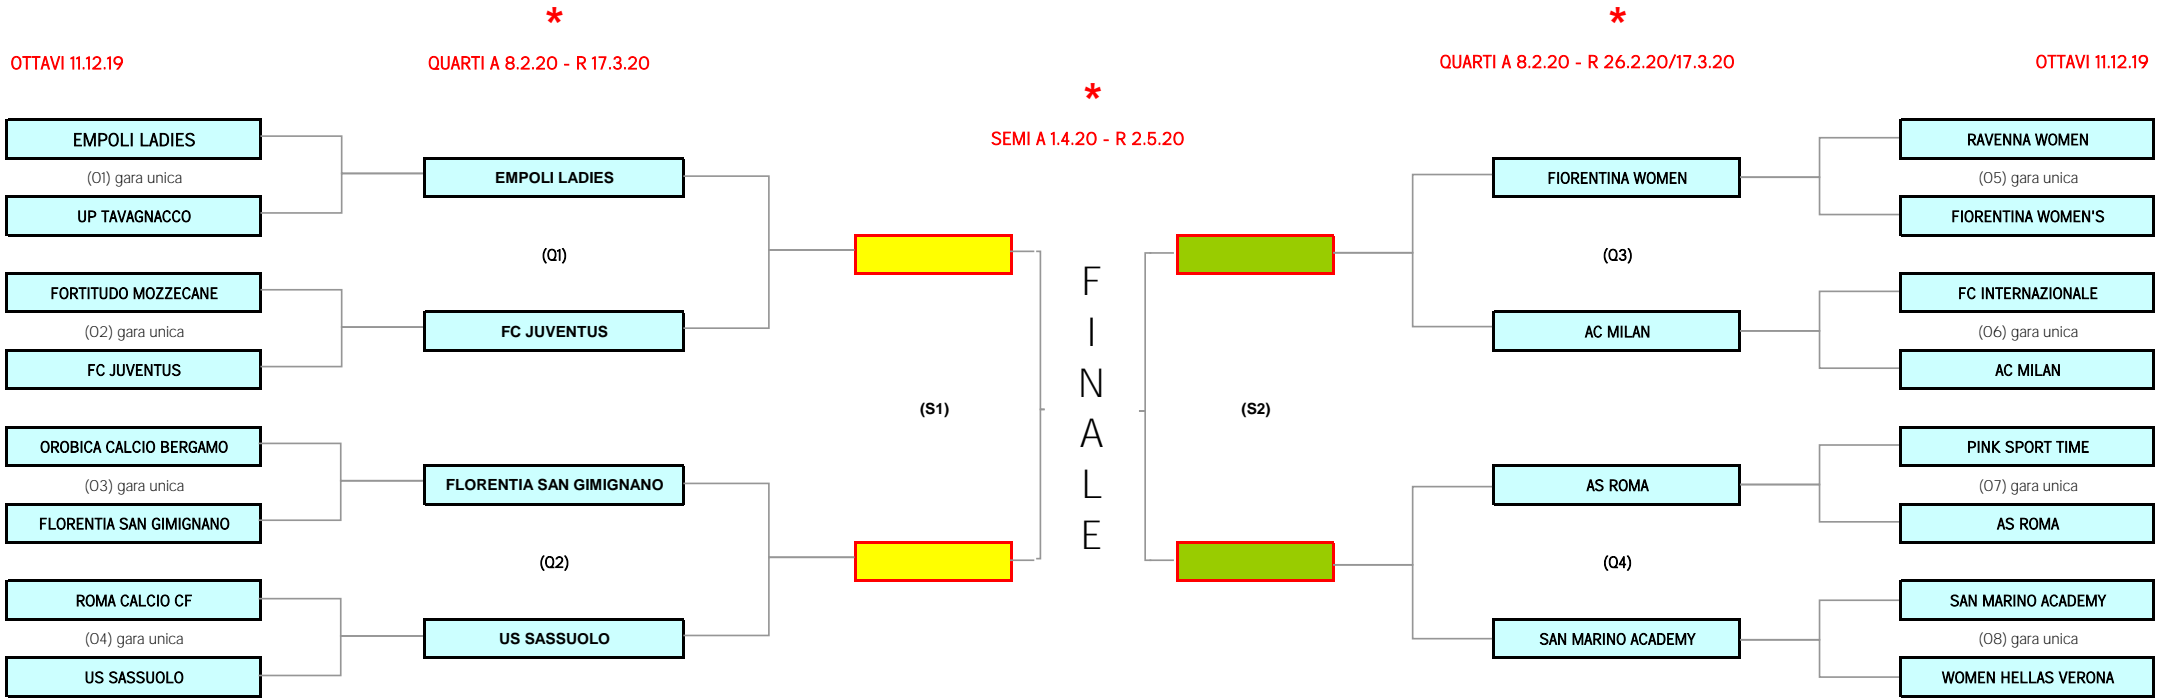 *
*
OTTAVI 11.12.19
QUARTI A 8.2.20 - R 17.3.20
QUARTI A 8.2.20 - R 26.2.20/17.3.20
OTTAVI 11.12.19
*
SEMI A 1.4.20 - R 2.5.20
EMPOLI LADIES
(01) gara unica
UP TAVAGNACCO
FORTITUDO MOZZECANE
(02) gara unica
FC JUVENTUS
OROBICA CALCIO BERGAMO
(03) gara unica
FLORENTIA SAN GIMIGNANO
ROMA CALCIO CF
(04) gara unica
US SASSUOLO
EMPOLI LADIES
(Q1)
FC JUVENTUS
FLORENTIA SAN GIMIGNANO
(Q2)
US SASSUOLO
(S1)
F
I
N
A
L
E
(S2)
FIORENTINA WOMEN
(Q3)
AC MILAN
AS ROMA
(Q4)
SAN MARINO ACADEMY
RAVENNA WOMEN
(05) gara unica
FIORENTINA WOMEN'S
FC INTERNAZIONALE
(06) gara unica
AC MILAN
PINK SPORT TIME
(07) gara unica
AS ROMA
SAN MARINO ACADEMY
(08) gara unica
WOMEN HELLAS VERONA